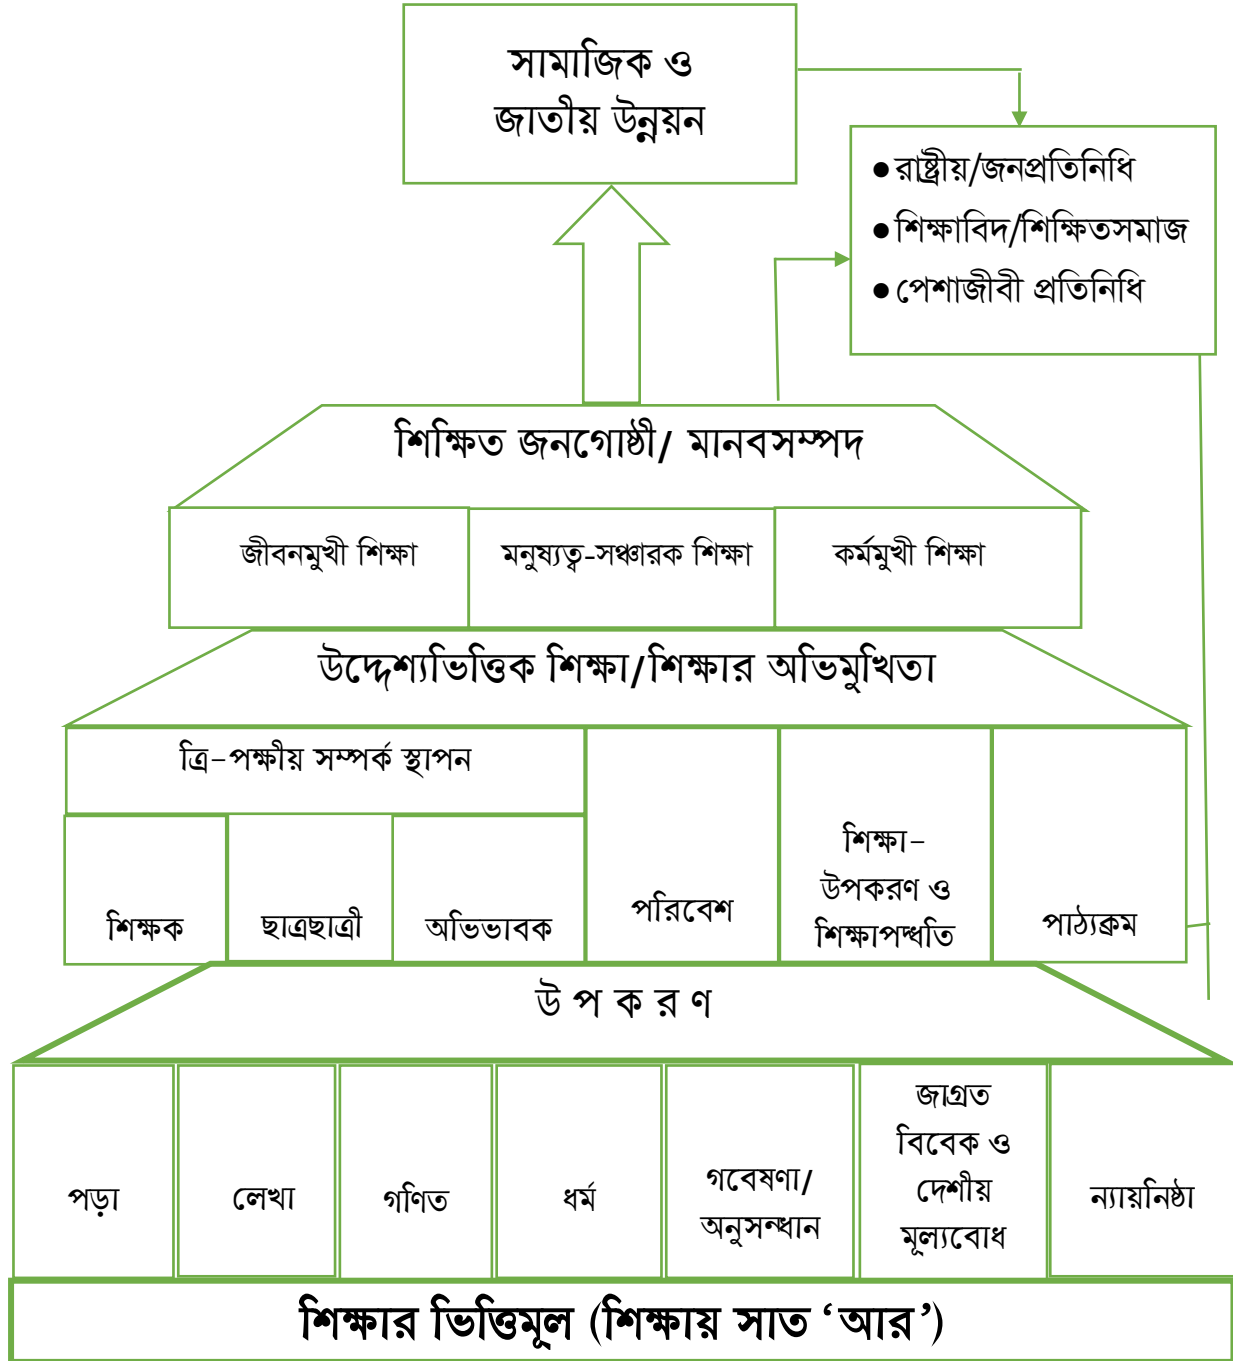 সামাজিক ও
জাতীয় উন্নয়ন
● রাষ্ট্রীয়/জনপ্রতিনিধি
● শিক্ষাবিদ/শিক্ষিতসমাজ
● পেশাজীবী প্রতিনিধি
শিক্ষিত জনগোষ্ঠী/ মানবসম্পদ
জীবনমুখী শিক্ষা
মনুষ্যত্ব-সঞ্চারক শিক্ষা
কর্মমুখী শিক্ষা
উদ্দেশ্যভিত্তিক শিক্ষা/শিক্ষার অভিমুখিতা
ত্রি-পক্ষীয় সম্পর্ক স্থাপন
শিক্ষক
ছাত্রছাত্রী
অভিভাবক
পরিবেশ
শিক্ষা-
উপকরণ ও
শিক্ষাপদ্ধতি
পাঠ্যক্রম
উ প ক র ণ
পড়া
লেখা
গণিত
ধর্ম
গবেষণা/
অনুসন্ধান
জাগ্রত
বিবেক ও
দেশীয়
মূল্যবোধ
ন্যায়নিষ্ঠা
শিক্ষার ভিত্তিমূল (শিক্ষায় সাত ‘আর’)